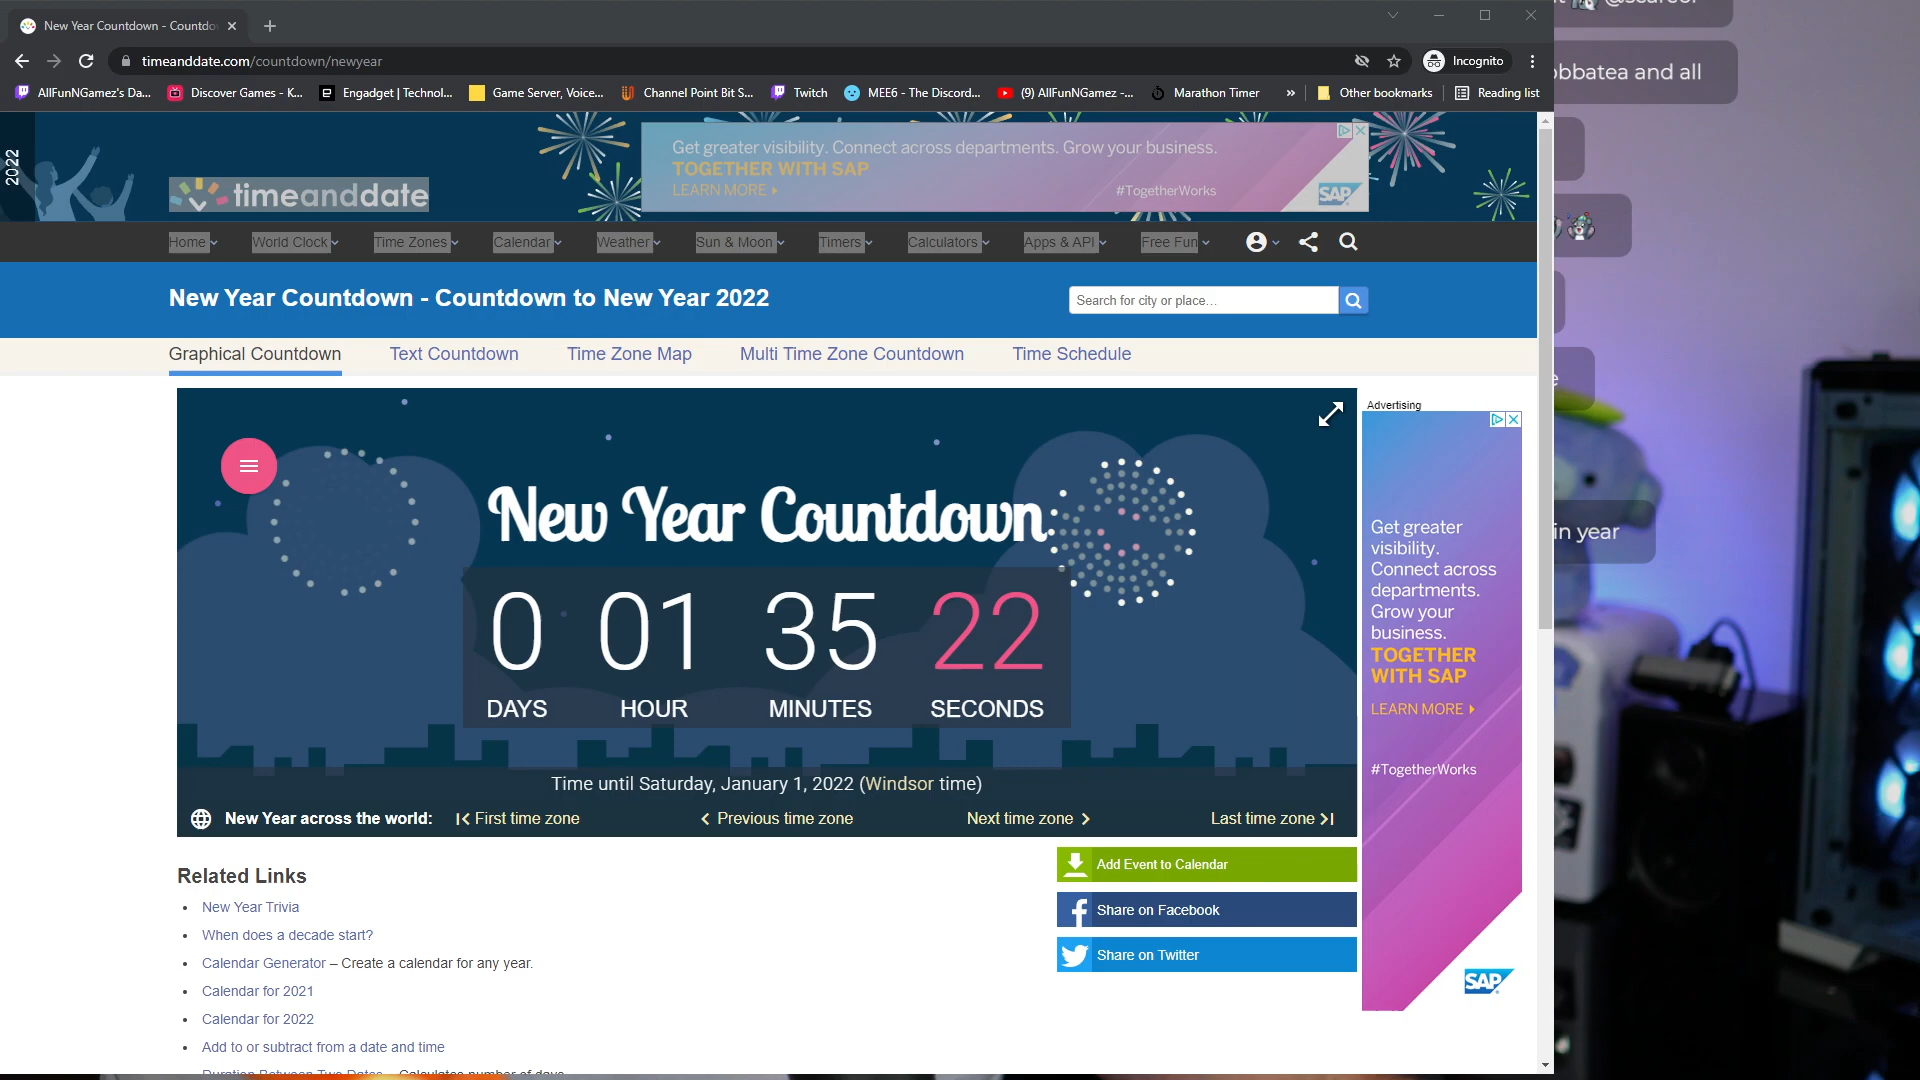 New Year Countdown - Countdo
timeanddate.com/countdown/newyear
Incognito
AllFunNGamez's Da...
Discover Games - K...
Engadget | Technol...
Game Server, Voice...
Channel Point Bit S...
Twitch
MEE6 - The Discord...
(9) AllFunNGamez -...
Marathon Timer
»
Other bookmarks
Reading list
2022
timeanddate
Get greater visibility. Connect across departments. Grow your business.
TOGETHER WITH SAP
LEARN MORE
#TogetherWorks
SAP
Home
World Clock
Time Zones
Calendar
Weather
Sun & Moon
Timers
Calculators
Apps & API
Free Fun
New Year Countdown - Countdown to New Year 2022
Search for city or place...
Graphical Countdown
Text Countdown
Time Zone Map
Multi Time Zone Countdown
Time Schedule
New Year Countdown
0 01 35 22
DAYS HOUR MINUTES SECONDS
Time until Saturday, January 1, 2022 (Windsor time)
New Year across the world:
First time zone
Previous time zone
Next time zone
Last time zone
Advertising
Get greater
visibility.
Connect across
departments.
Grow your
business.
TOGETHER
WITH SAP
LEARN MORE
#TogetherWorks
SAP
Add Event to Calendar
Share on Facebook
Share on Twitter
Related Links
New Year Trivia
When does a decade start?
Calendar Generator – Create a calendar for any year.
Calendar for 2021
Calendar for 2022
Add to or subtract from a date and time
and all
in year